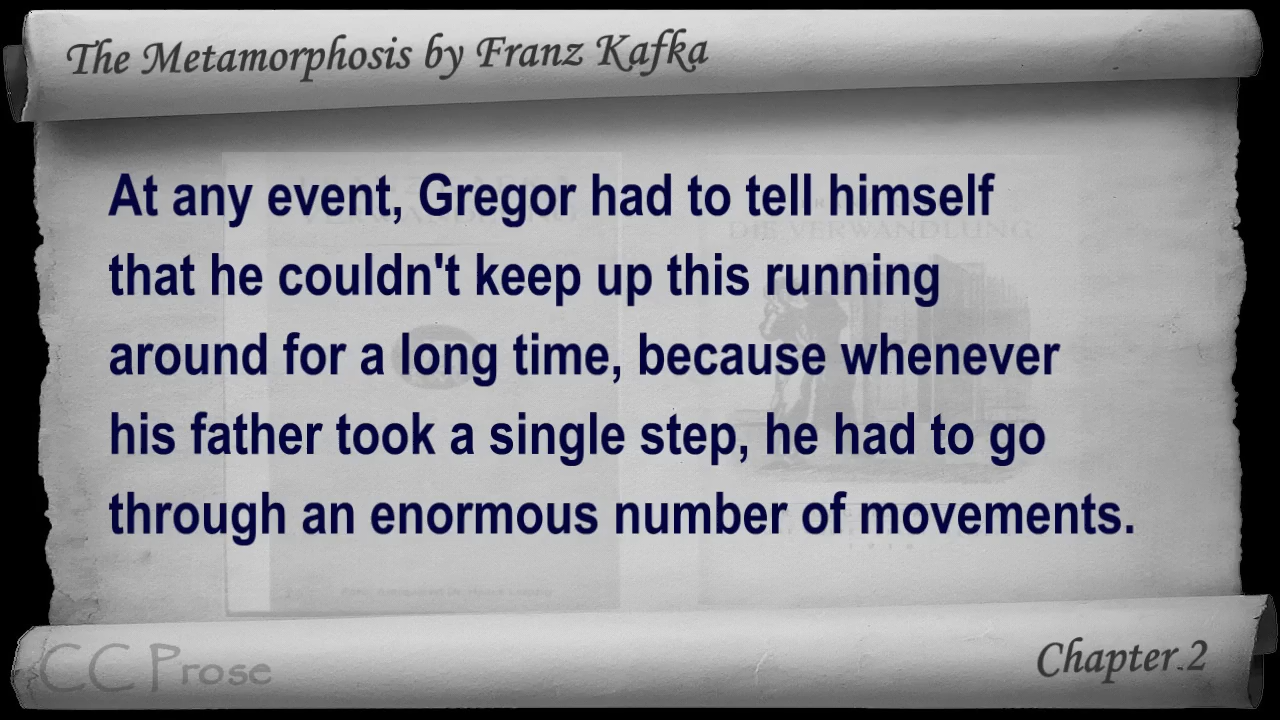 The Metamorphosis by Franz Kafka
At any event, Gregor had to tell himself
that he couldn't keep up this running
around for a long time, because whenever
his father took a single step, he had to go
through an enormous number of movements.
DIE VERWANDLUNG
CC Prose
Chapter 2